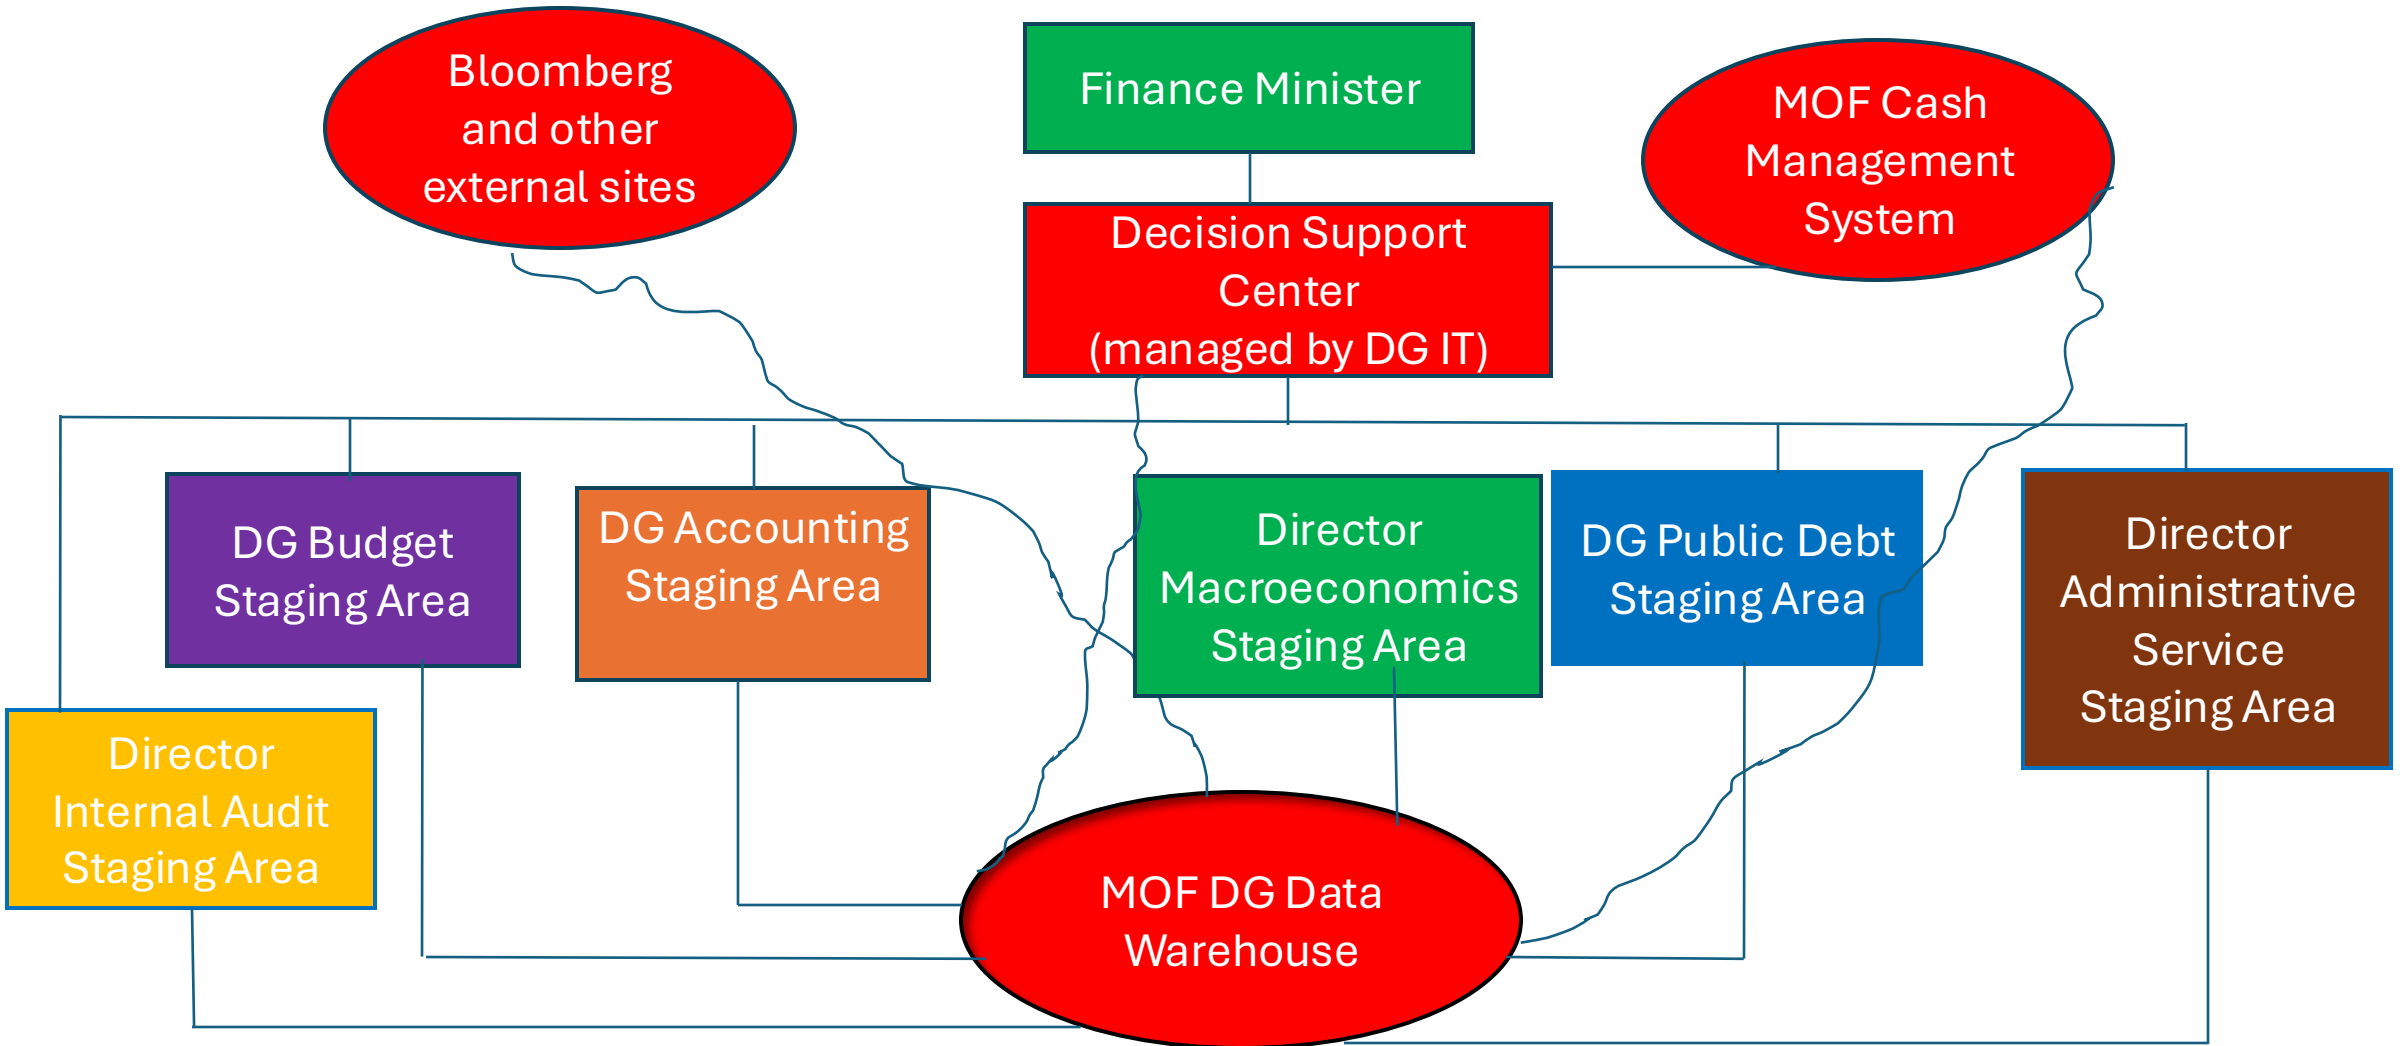 Bloomberg
and other
external sites
Finance Minister
MOF Cash
Management
System
Decision Support
Center
(managed by DG IT)
DG Budget
Staging Area
DG Accounting
Staging Area
Director
Macroeconomics
Staging Area
DG Public Debt
Staging Area
Director
Administrative
Service
Staging Area
Director
Internal Audit
Staging Area
MOF DG Data
Warehouse